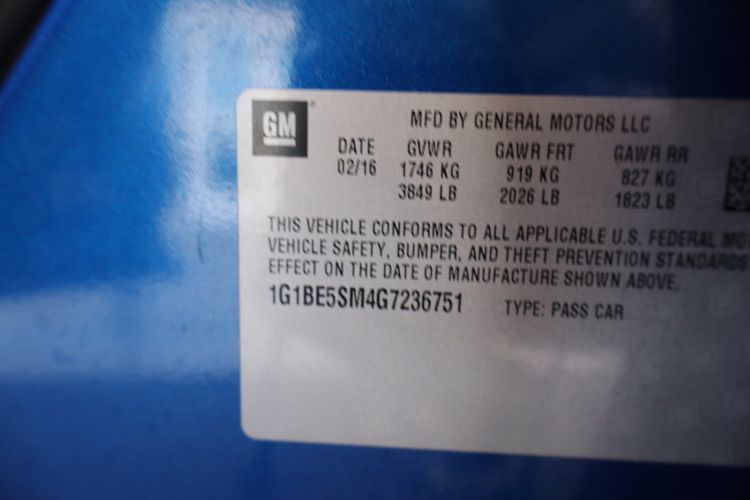 GM
MFD BY GENERAL MOTORS LLC
DATE GVWR GAWR FRT GAWR RR
02/16 1746 KG 919 KG 827 KG
3849 LB 2026 LB 1823 LB
THIS VEHICLE CONFORMS TO ALL APPLICABLE U.S. FEDERAL MO
VEHICLE SAFETY, BUMPER, AND THEFT PREVENTION STANDARDS
EFFECT ON THE DATE OF MANUFACTURE SHOWN ABOVE.
1G1BE5SM4G7236751 TYPE: PASS CAR